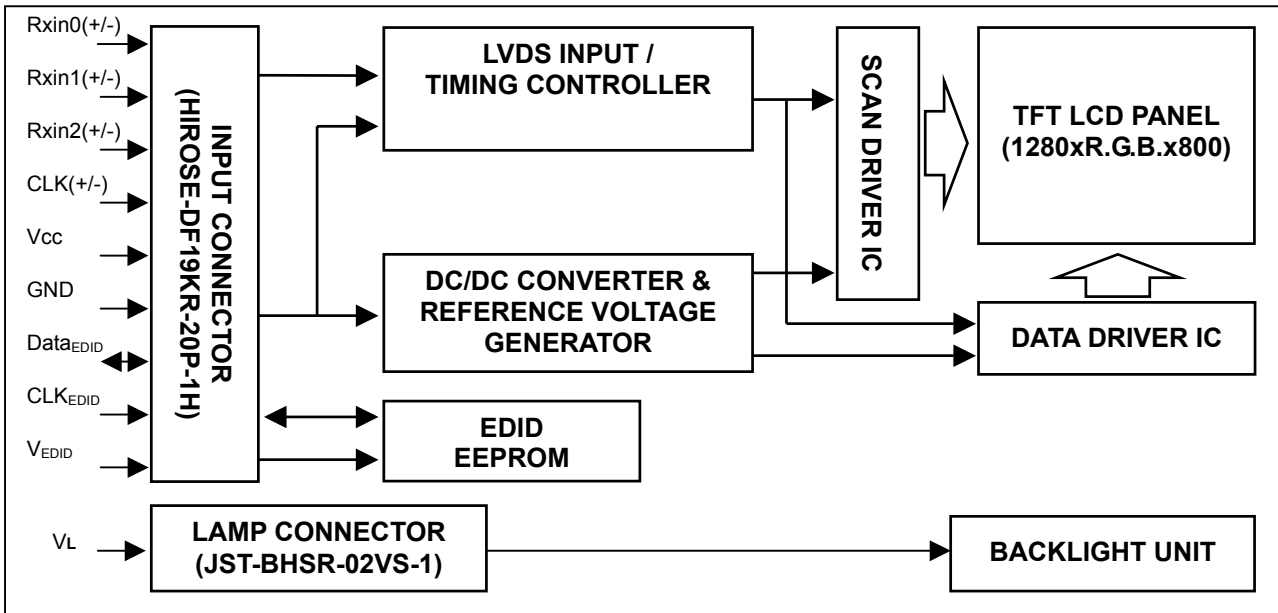 Rxin0(+/-)
Rxin1(+/-)
Rxin2(+/-)
CLK(+/-)
Vcc
GND
DataEDID
CLKEDID
VEDID
VL
INPUT CONNECTOR
(HIROSE-DF19KR-20P-1H)
LVDS INPUT /
TIMING CONTROLLER
DC/DC CONVERTER &
REFERENCE VOLTAGE
GENERATOR
EDID
EEPROM
LAMP CONNECTOR
(JST-BHSR-02VS-1)
SCAN DRIVER IC
TFT LCD PANEL
(1280xR.G.B.x800)
DATA DRIVER IC
BACKLIGHT UNIT